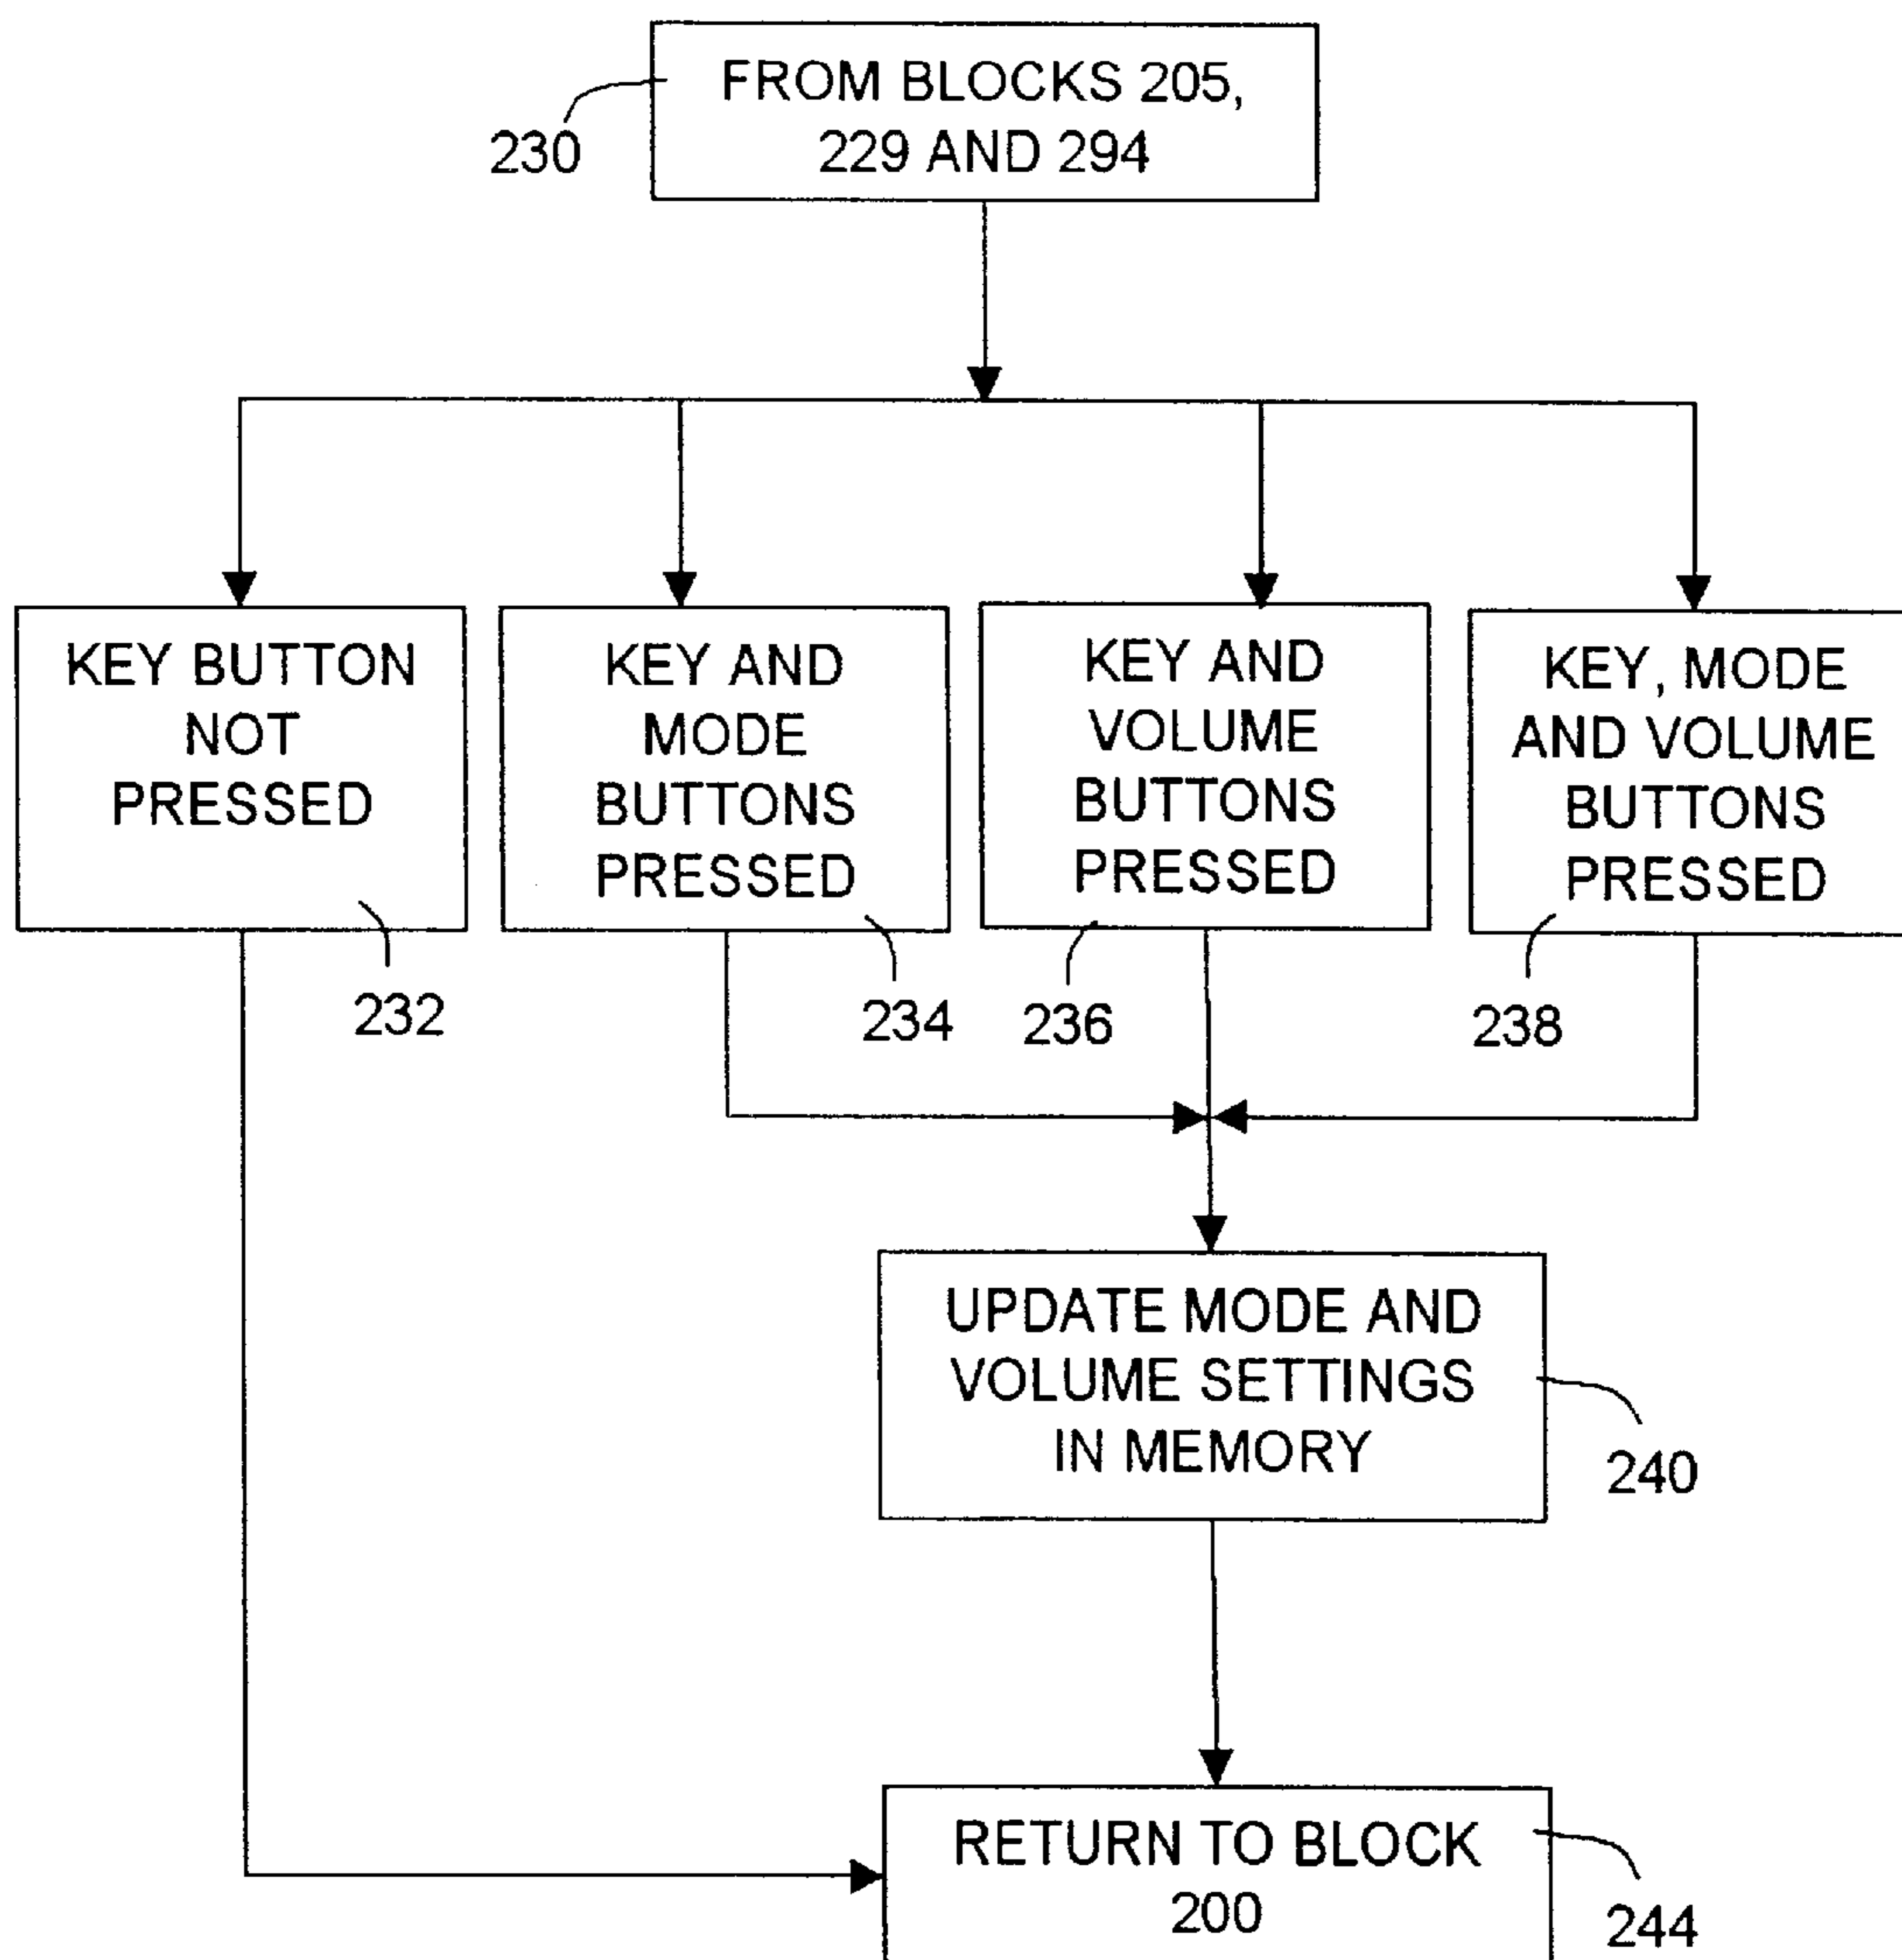 FROM BLOCKS 205,
229 AND 294
230
KEY BUTTON
NOT
PRESSED
232
KEY AND
MODE
BUTTONS
PRESSED
234
KEY AND
VOLUME
BUTTONS
PRESSED
236
KEY, MODE
AND VOLUME
BUTTONS
PRESSED
238
UPDATE MODE AND
VOLUME SETTINGS
IN MEMORY
240
RETURN TO BLOCK
200
244